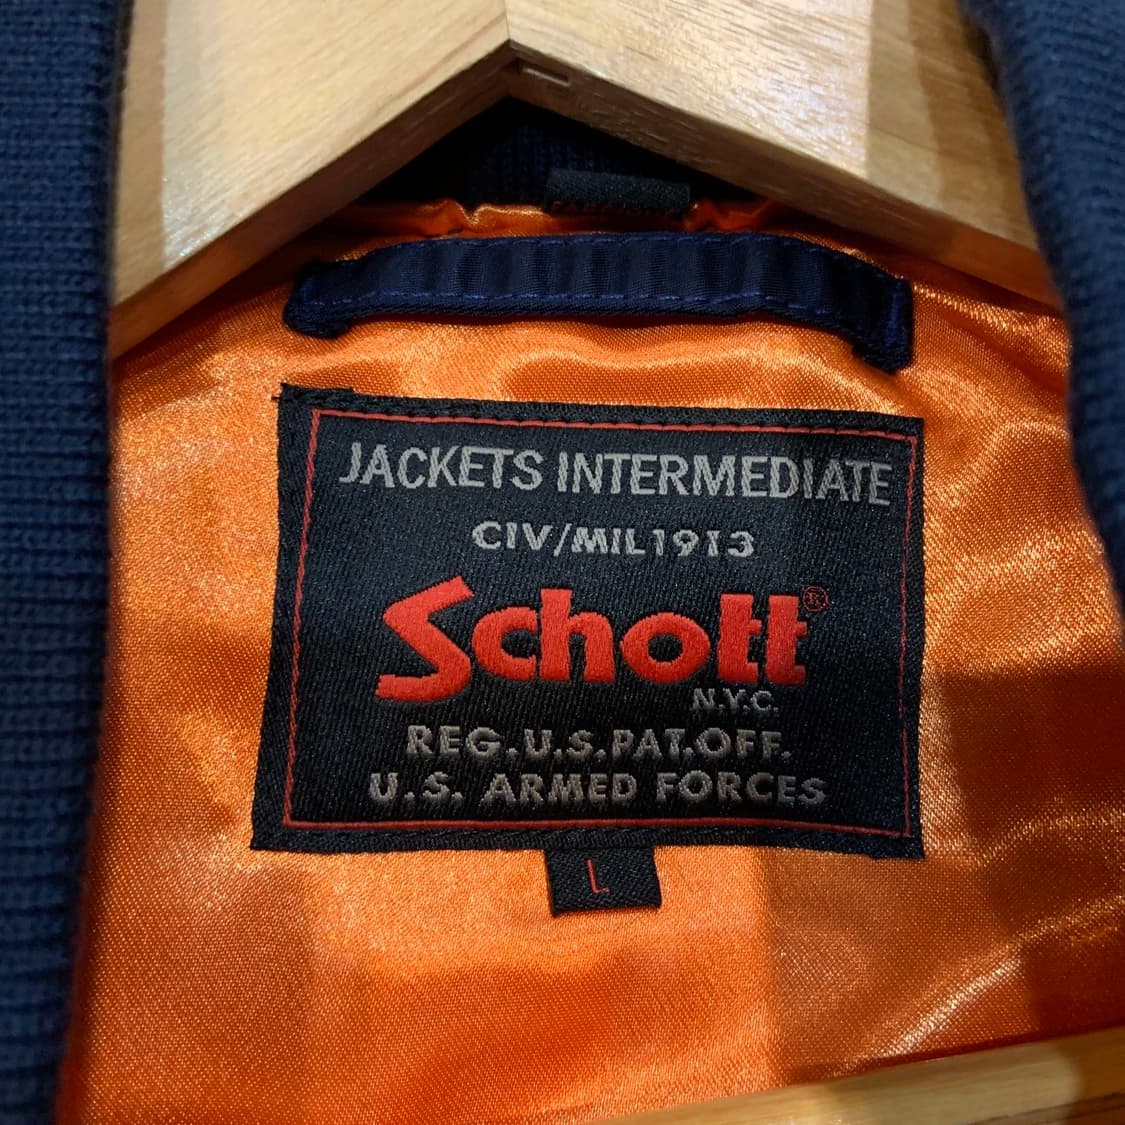 JACKETS INTERMEDIATE
CIV/MIL1913
Schott®
N.Y.C.
REG.U.S.PAT.OFF.
U.S. ARMED FORCES
L